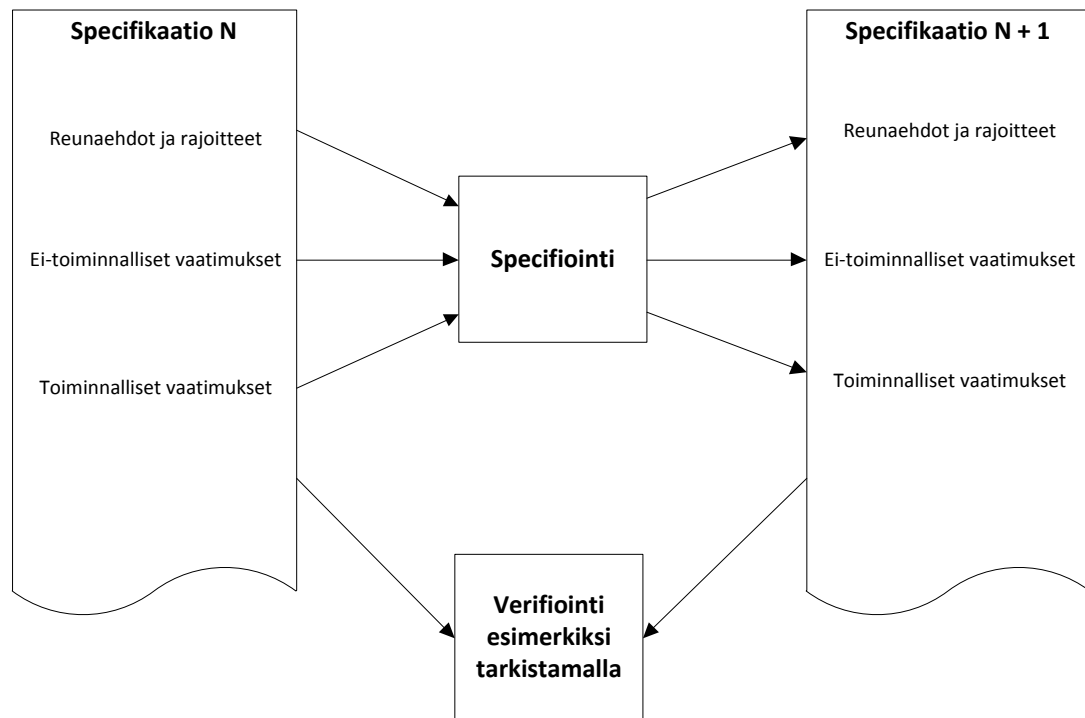 Specifikaatio N
Reunaehdot ja rajoitteet
Ei-toiminnalliset vaatimukset
Toiminnalliset vaatimukset
Specifiointi
Specifikaatio N + 1
Reunaehdot ja rajoitteet
Ei-toiminnalliset vaatimukset
Toiminnalliset vaatimukset
Verifiointi
esimerkiksi
tarkistamalla